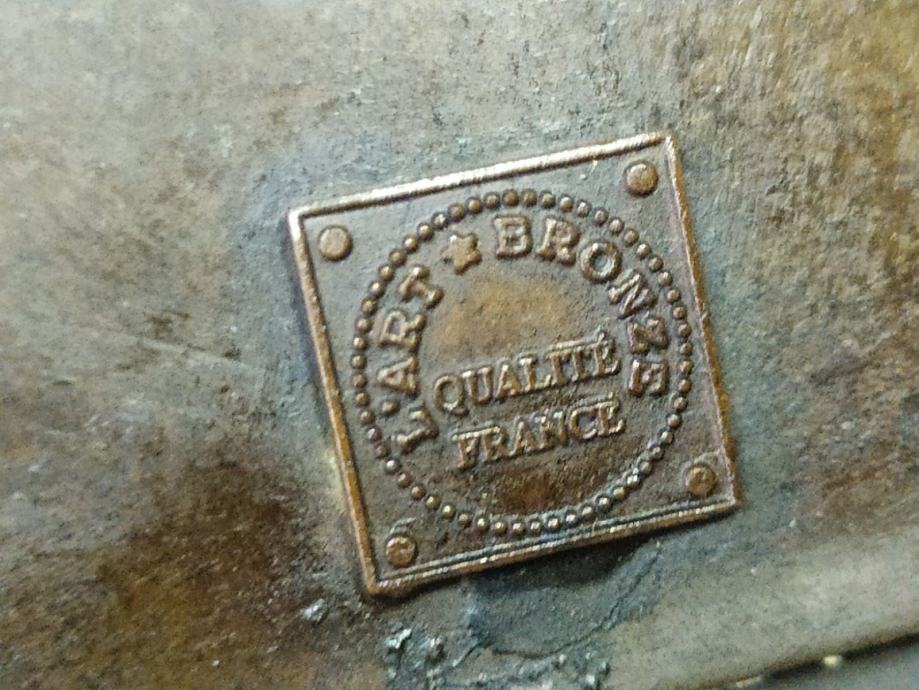 L'ART ★ BRONZE
QUALITÉ
FRANCE